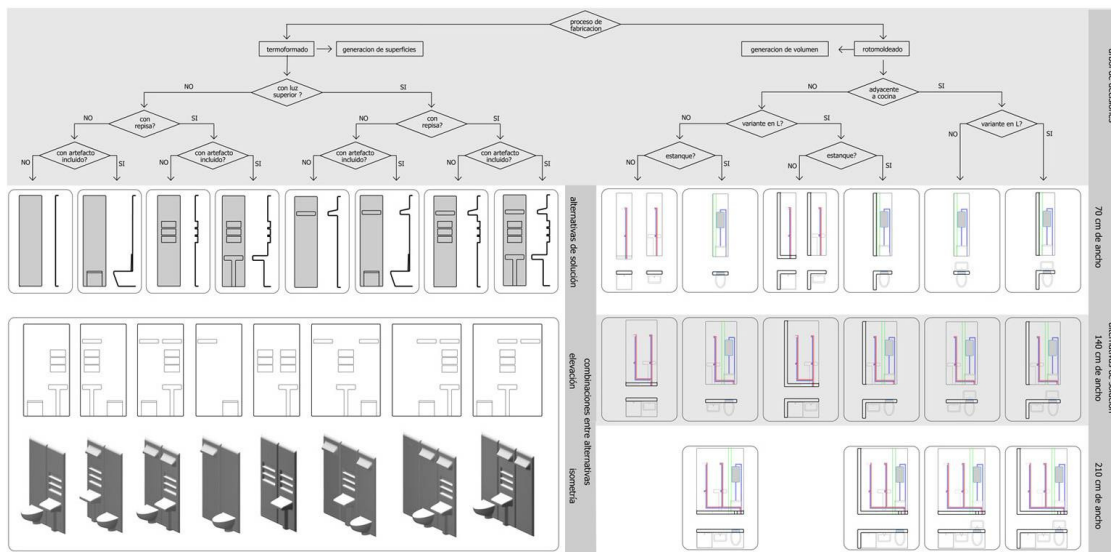 proceso de
fabricacion
termoformado
generacion de superficies
generacion de volumen
rotomoldeado
con luz
superior ?
NO
SI
adyacente
a cocina
NO
SI
con
repisa?
NO
SI
con
repisa?
NO
SI
variante en L?
NO
SI
variante en L?
NO
SI
con artefacto
incluido?
NO
SI
con artefacto
incluido?
NO
SI
con artefacto
incluido?
NO
SI
con artefacto
incluido?
NO
SI
estanque?
NO
SI
estanque?
NO
SI
alternativas de solución
70 cm de ancho
combinaciones entre alternativas
elevación
isometría
140 cm de ancho
210 cm de ancho